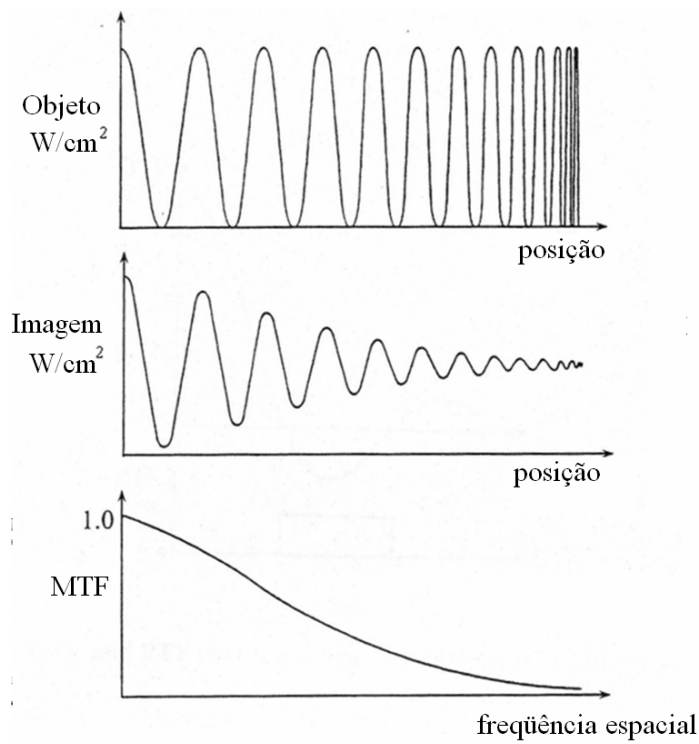 Objeto
W/cm²
posição
Imagem
W/cm²
posição
1.0
MTF
freqüência espacial